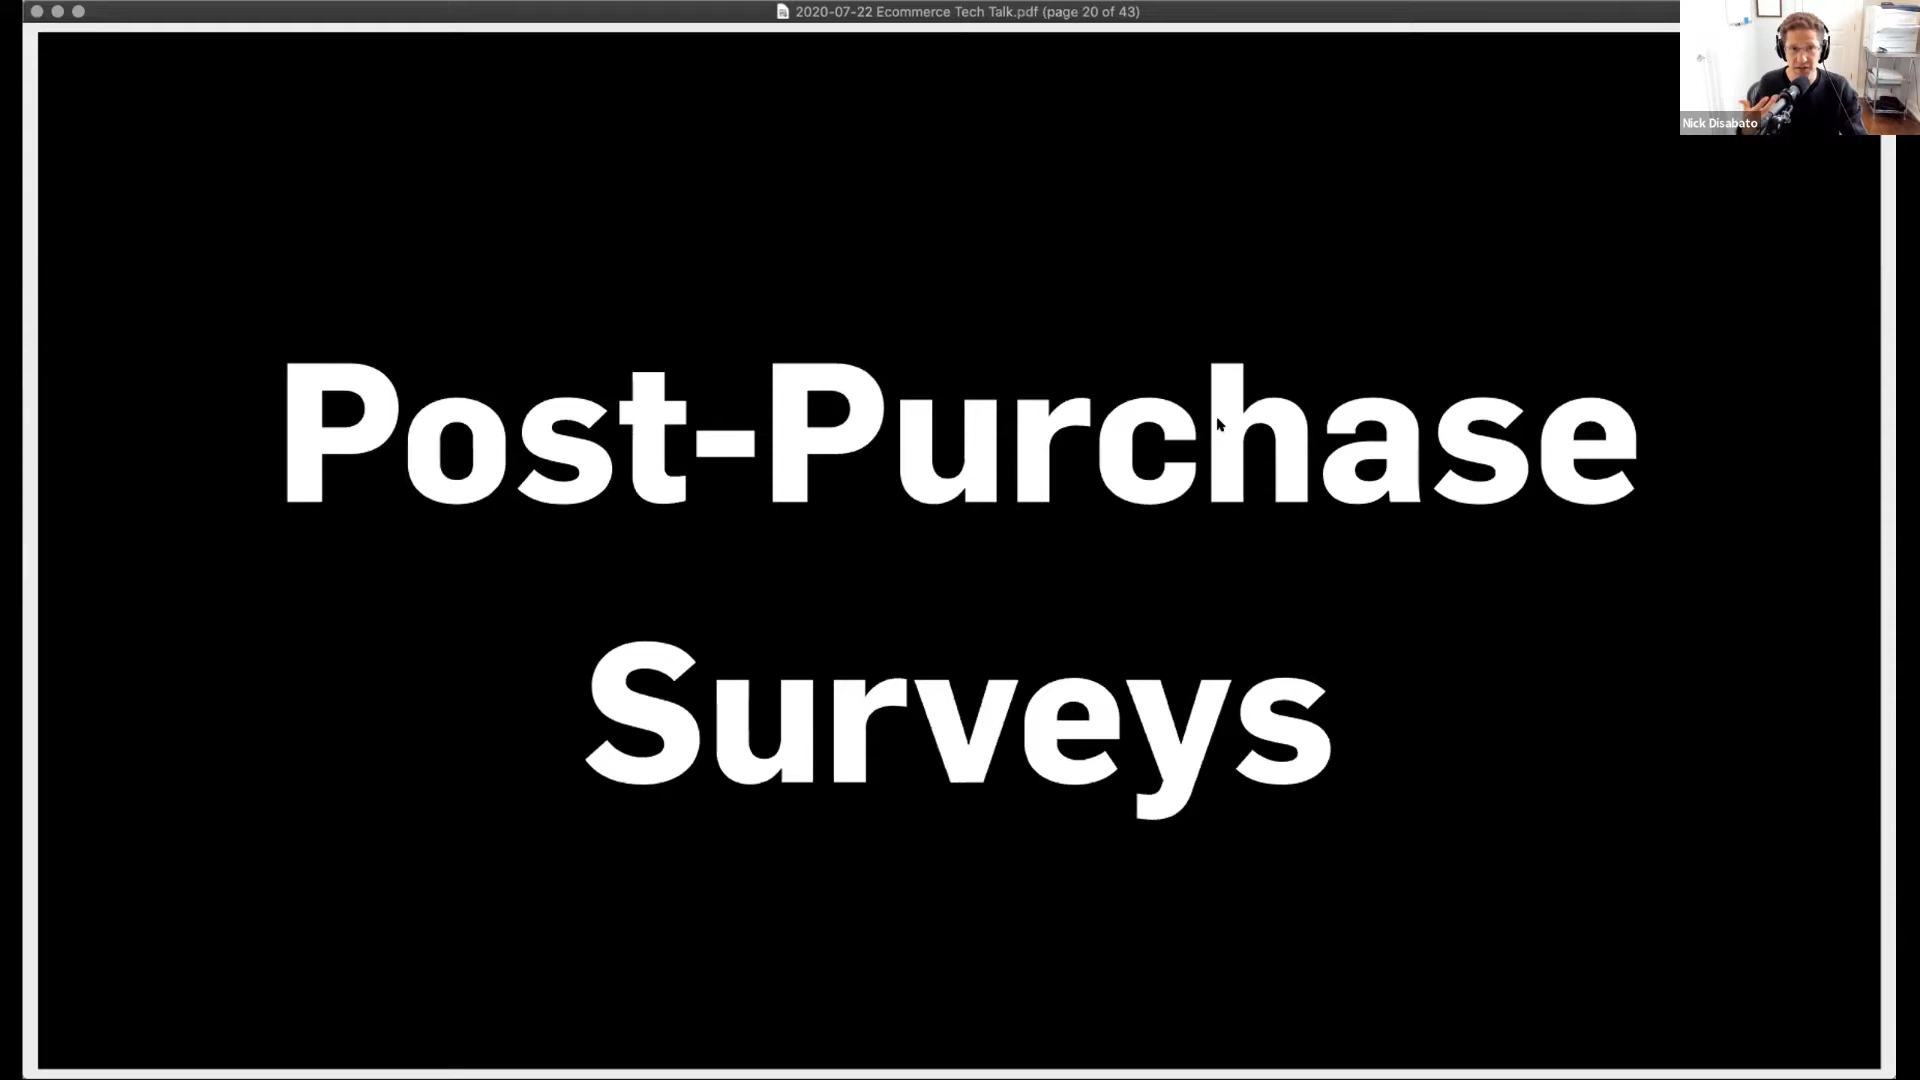 2020-07-22 Ecommerce Tech Talk.pdf (page 20 of 43)
Nick Disabato
Post-Purchase
Surveys